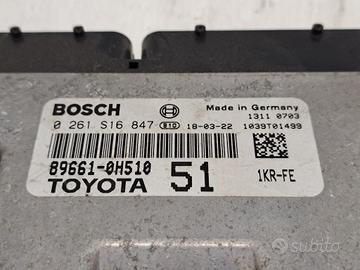 BOSCH Made in Germany
1311 0703
0 261 S16 847 810 18-03-22 1039T01499
89661-0H510
TOYOTA 51 1KR-FE
subito